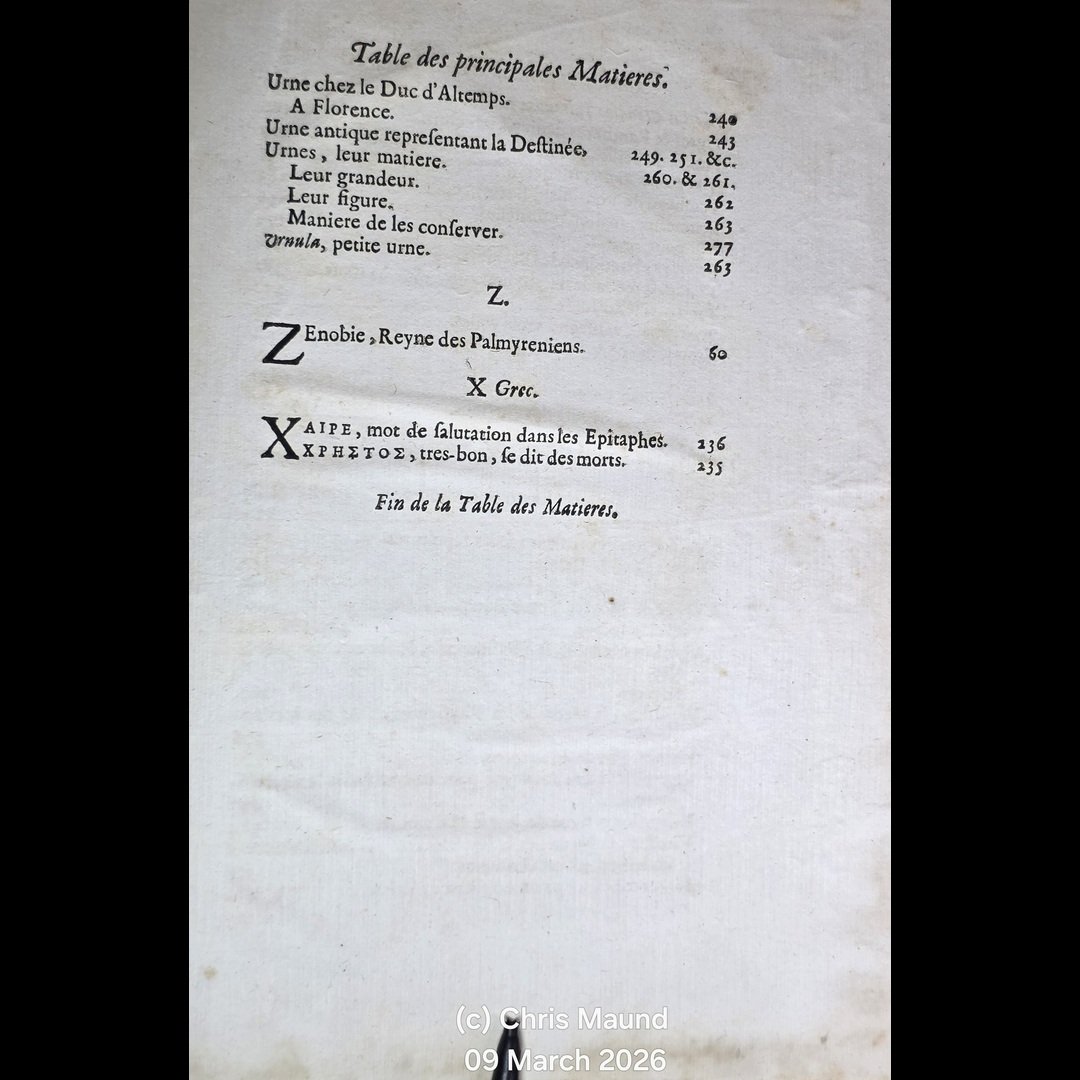 Table des principales Matieres.
Urne chez le Duc d'Altemps. 240
A Florence. 243
Urne antique repreſentant la Deſtinée, 249. 251. &c.
Urnes, leur matiere. 260. & 261.
Leur grandeur. 262
Leur figure. 263
Maniere de les conſerver. 277
Vrnula, petite urne. 263
Z.
ZEnobie, Reyne des Palmyreniens. 60
X Grec.
XΑΙΡΕ, mot de ſalutation dans les Epitaphes. 236
ΧΡΗΣΤΟΣ, tres-bon, ſe dit des morts. 235
Fin de la Table des Matieres.
(c) Chris Maund
09 March 2026